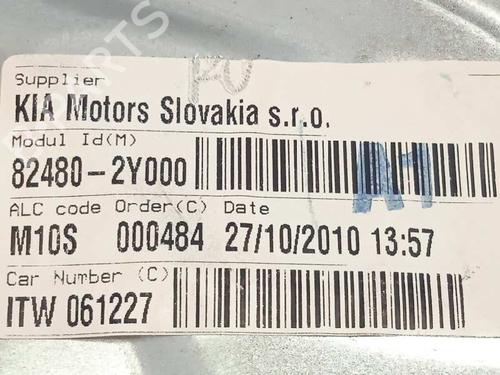 Supplier
KIA Motors Slovakia s.r.o.
Modul Id(M)
82480-2Y000
ALC code Order(C) Date
M10S 000484 27/10/2010 13:57
Car Number (C)
ITW 061227
A1